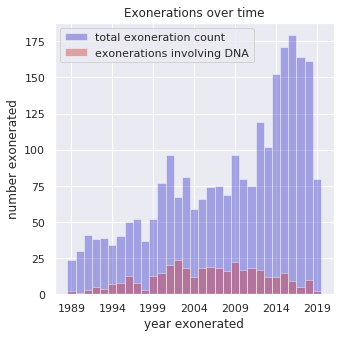 Exonerations over time
total exoneration count
exonerations involving DNA
number exonerated
175
150
125
100
75
50
25
0
1989 1994 1999 2004 2009 2014 2019
year exonerated